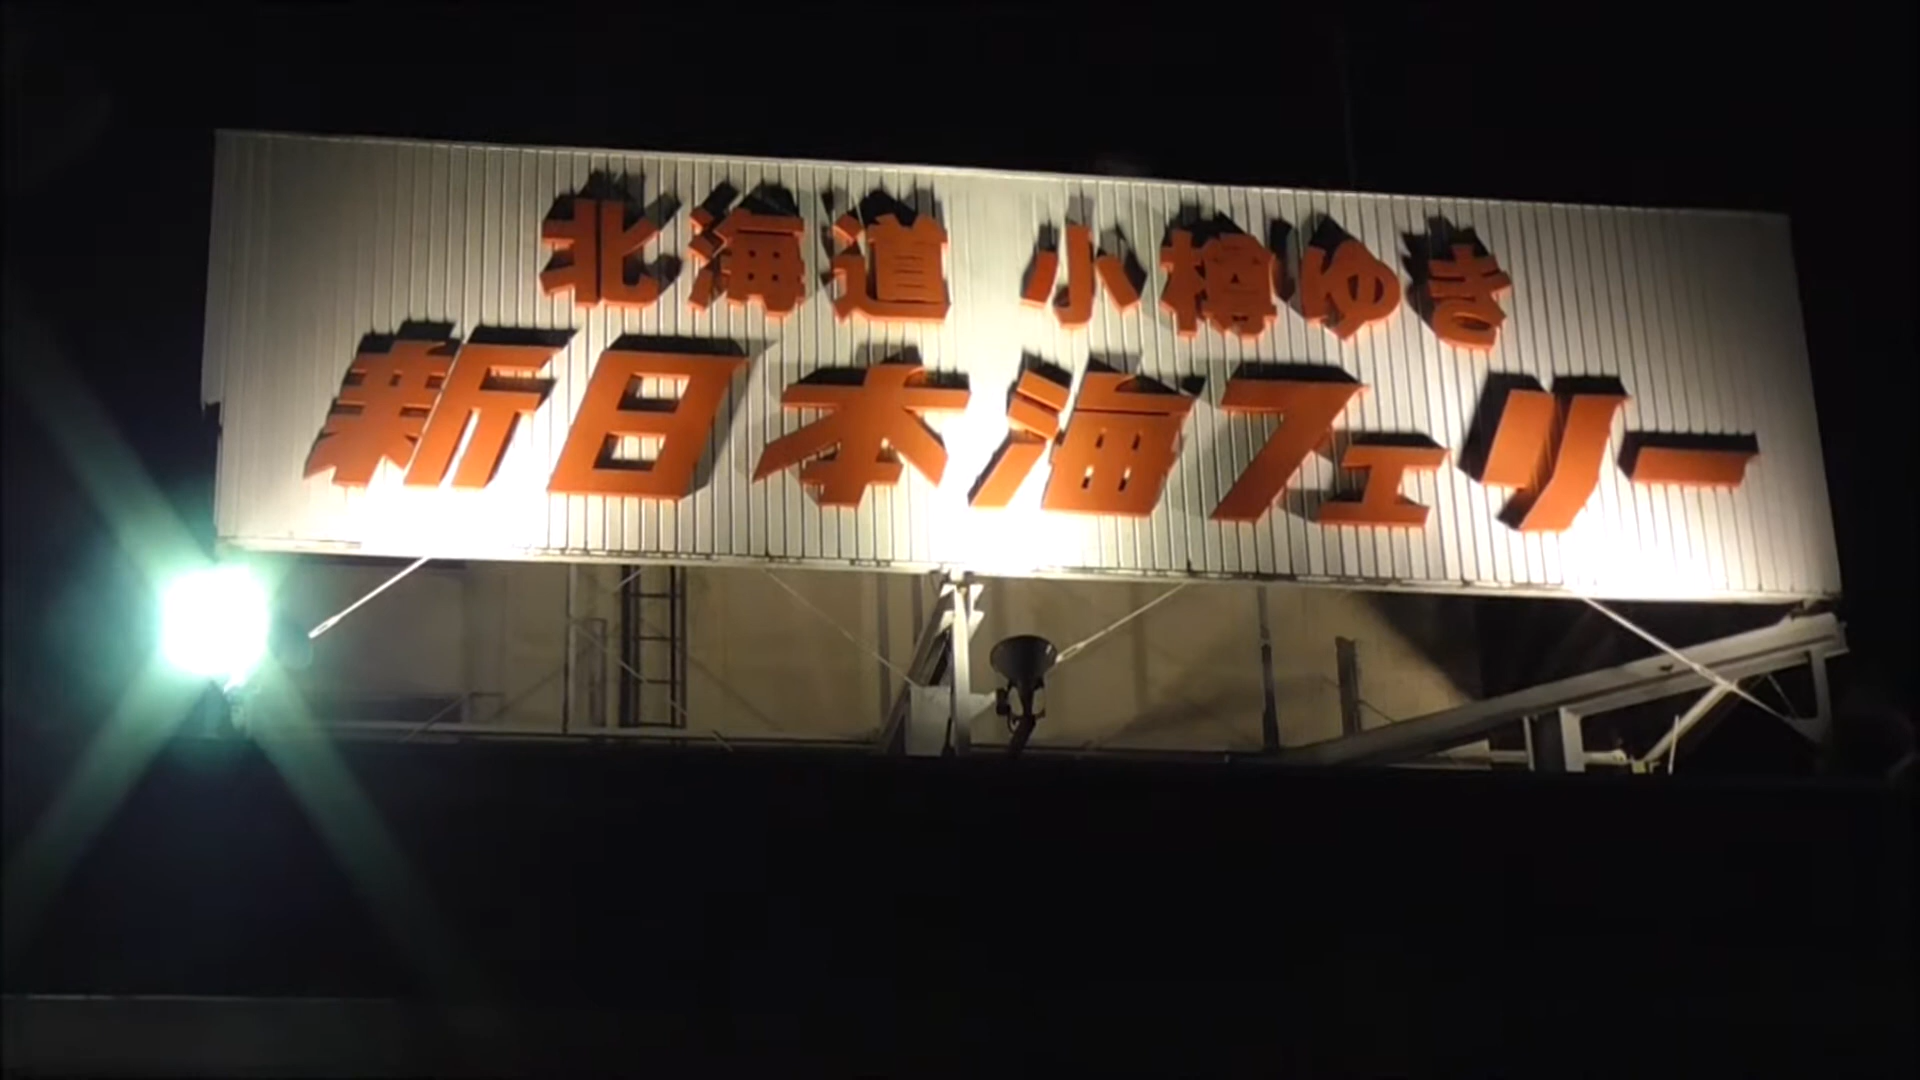 北海道 小樽ゆき
新日本海フェリー